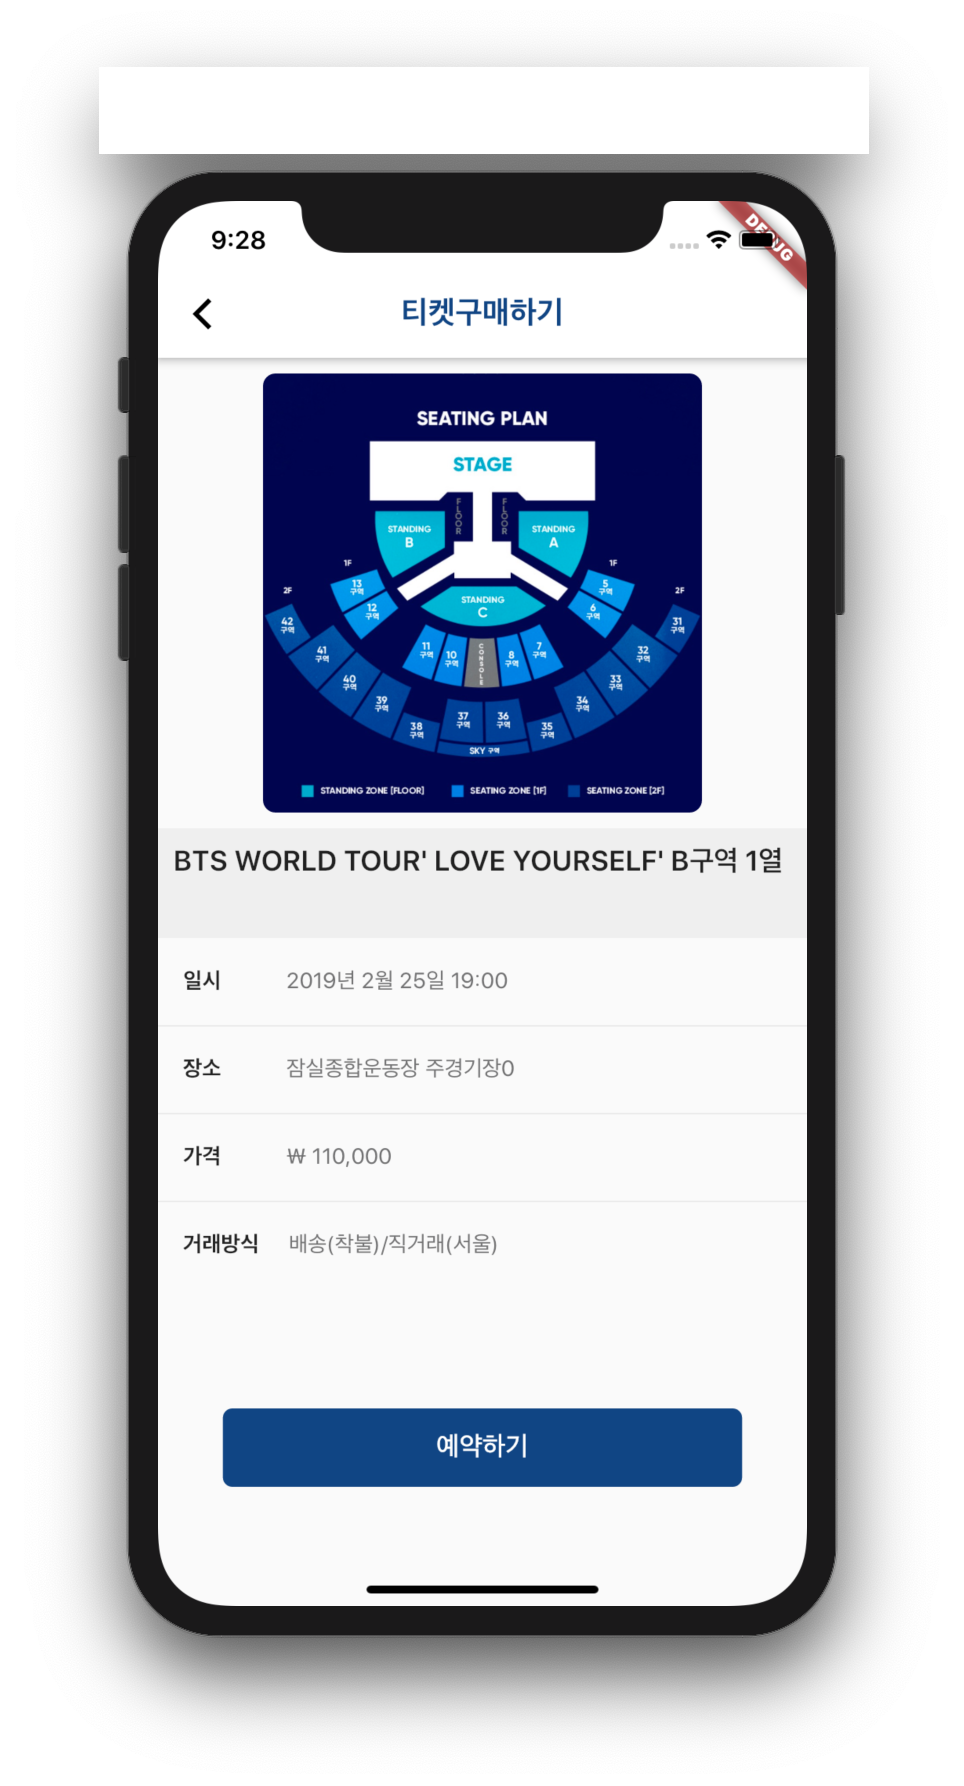 9:28
DEBUG
티켓구매하기
SEATING PLAN
STAGE
FLOOR
FLOOR
STANDING
B
STANDING
A
1F
1F
13
구역
5
구역
2F
2F
STANDING
C
12
구역
6
구역
42
구역
31
구역
11
구역
10
구역
CONSOLE
8
구역
7
구역
41
구역
32
구역
40
구역
33
구역
39
구역
34
구역
38
구역
37
구역
36
구역
35
구역
SKY 구역
STANDING ZONE [FLOOR] SEATING ZONE [1F] SEATING ZONE [2F]
BTS WORLD TOUR' LOVE YOURSELF' B구역 1열
일시 2019년 2월 25일 19:00
장소 잠실종합운동장 주경기장0
가격 ₩ 110,000
거래방식 배송(착불)/직거래(서울)
예약하기